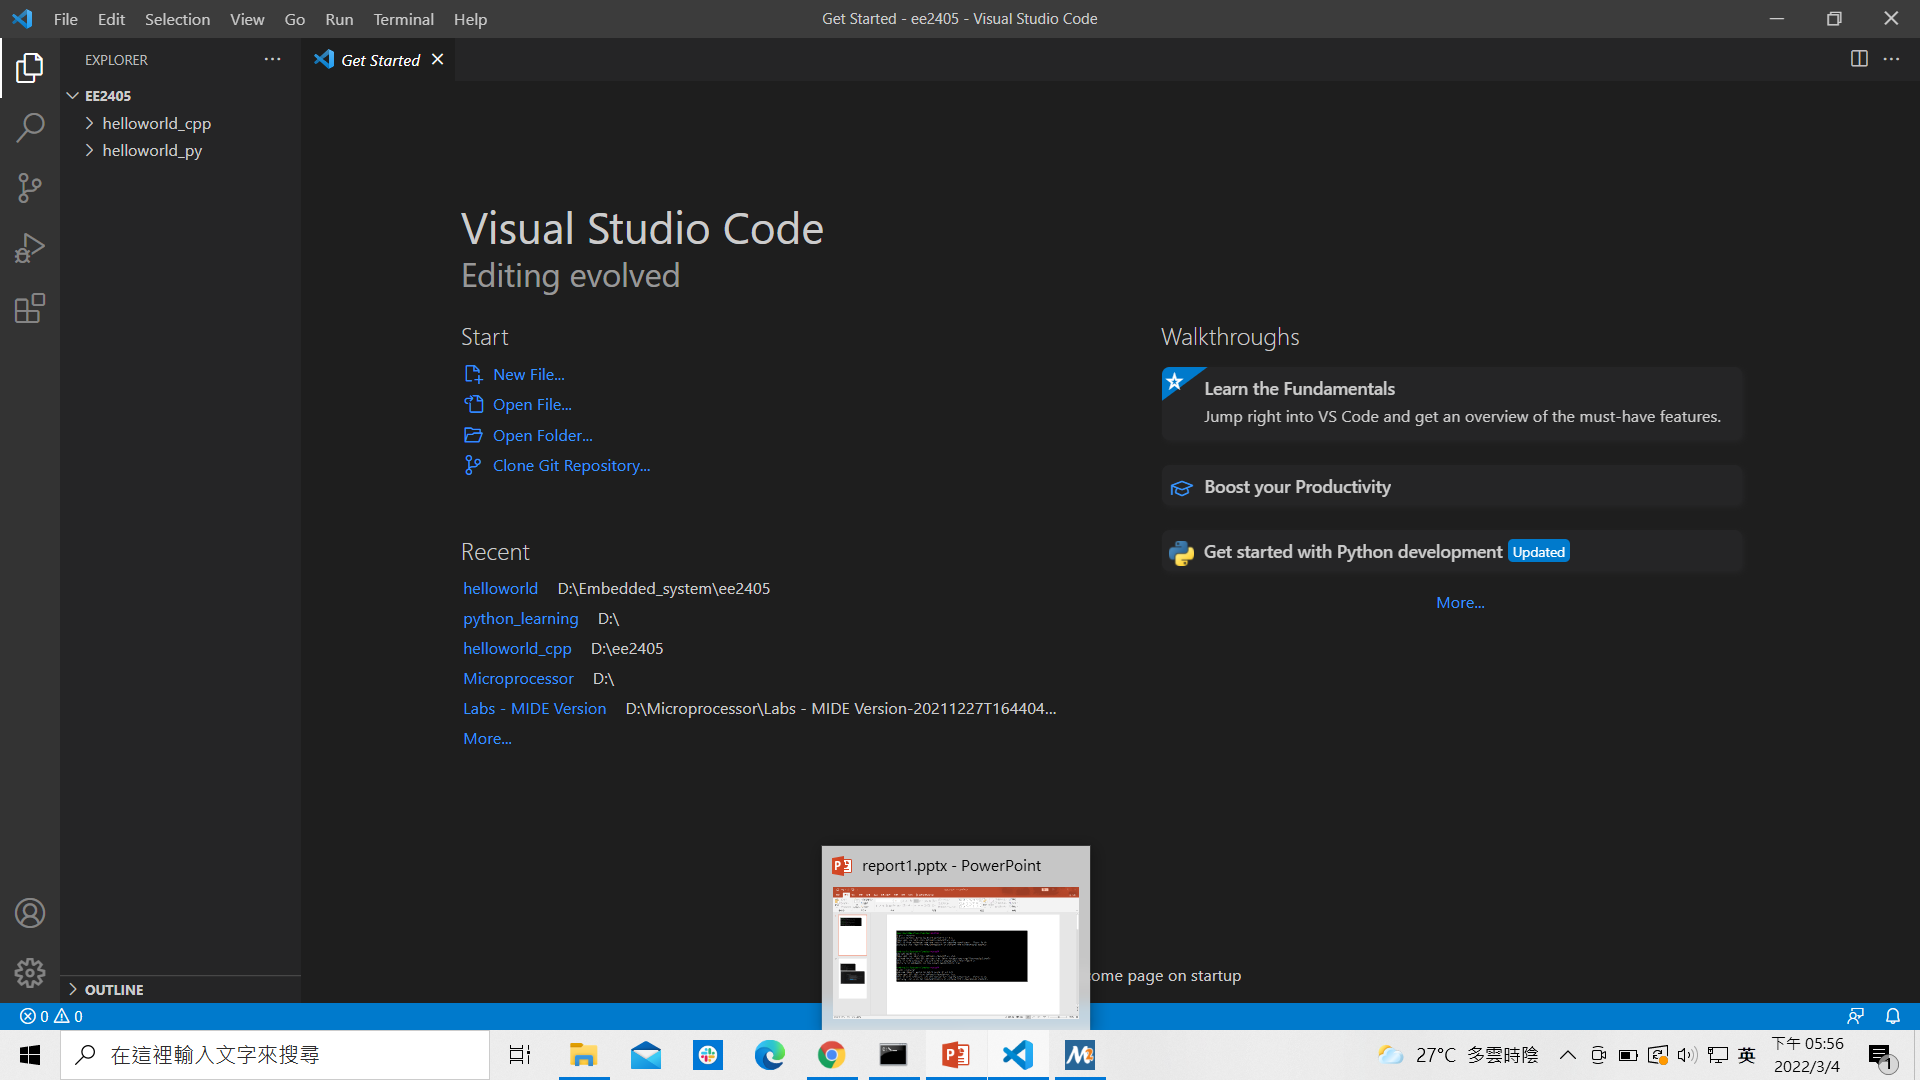 File Edit Selection View Go Run Terminal Help
Get Started - ee2405 - Visual Studio Code
EXPLORER
Get Started
EE2405
helloworld_cpp
helloworld_py
Visual Studio Code
Editing evolved
Start
New File...
Open File...
Open Folder...
Clone Git Repository...
Recent
helloworld D:\Embedded_system\ee2405
python_learning D:\
helloworld_cpp D:\ee2405
Microprocessor D:\
Labs - MIDE Version D:\Microprocessor\Labs - MIDE Version-20211227T164404...
More...
Walkthroughs
Learn the Fundamentals
Jump right into VS Code and get an overview of the must-have features.
Boost your Productivity
Get started with Python development Updated
More...
report1.pptx - PowerPoint
come page on startup
OUTLINE
0 0
在這裡輸入文字來搜尋
27°C 多雲時陰
英
下午 05:56
2022/3/4
1